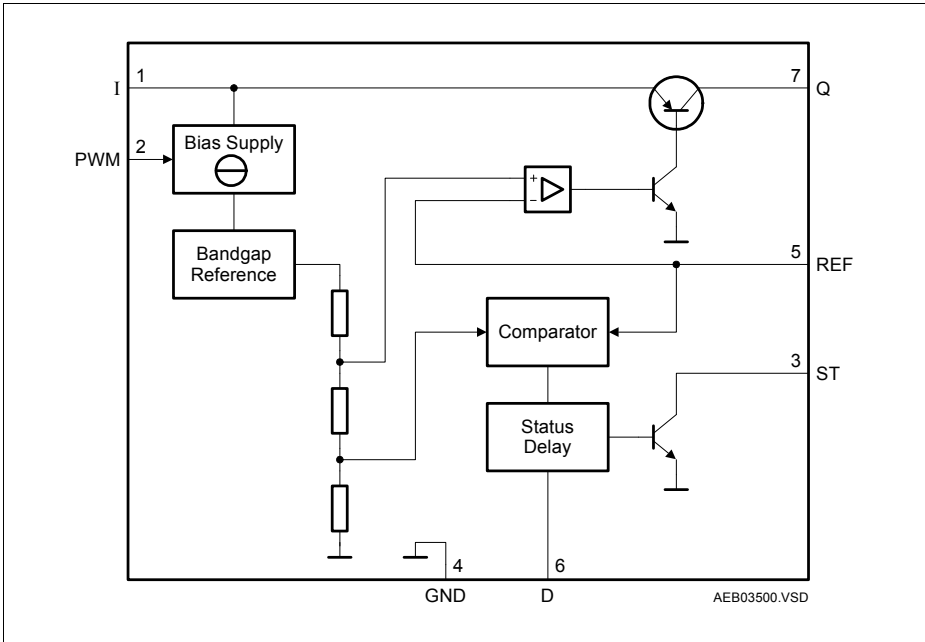 I
1
7
Q
PWM
2
Bias Supply
+
−
Bandgap
Reference
5
REF
Comparator
3
ST
Status
Delay
4
6
GND
D
AEB03500.VSD